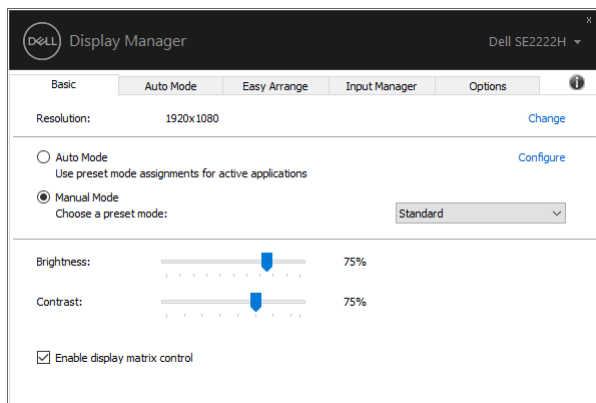 x
DELL Display Manager
Dell SE2222H
Basic Auto Mode Easy Arrange Input Manager Options i
Resolution: 1920x1080 Change
Auto Mode Configure
Use preset mode assignments for active applications
Manual Mode
Choose a preset mode: Standard
Brightness: 75%
Contrast: 75%
Enable display matrix control